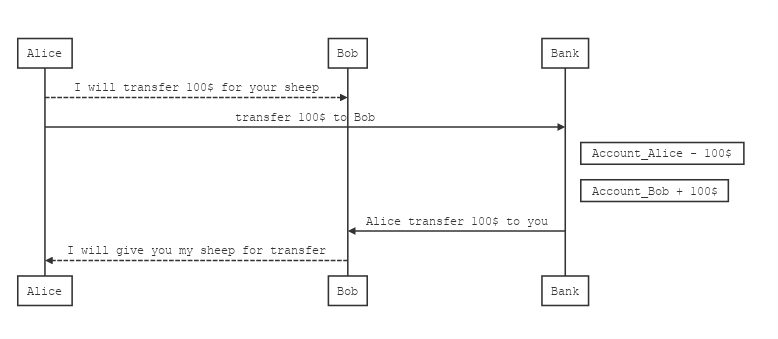 Alice
Bob
Bank
I will transfer 100$ for your sheep
transfer 100$ to Bob
Account_Alice - 100$
Account_Bob + 100$
Alice transfer 100$ to you
I will give you my sheep for transfer
Alice
Bob
Bank